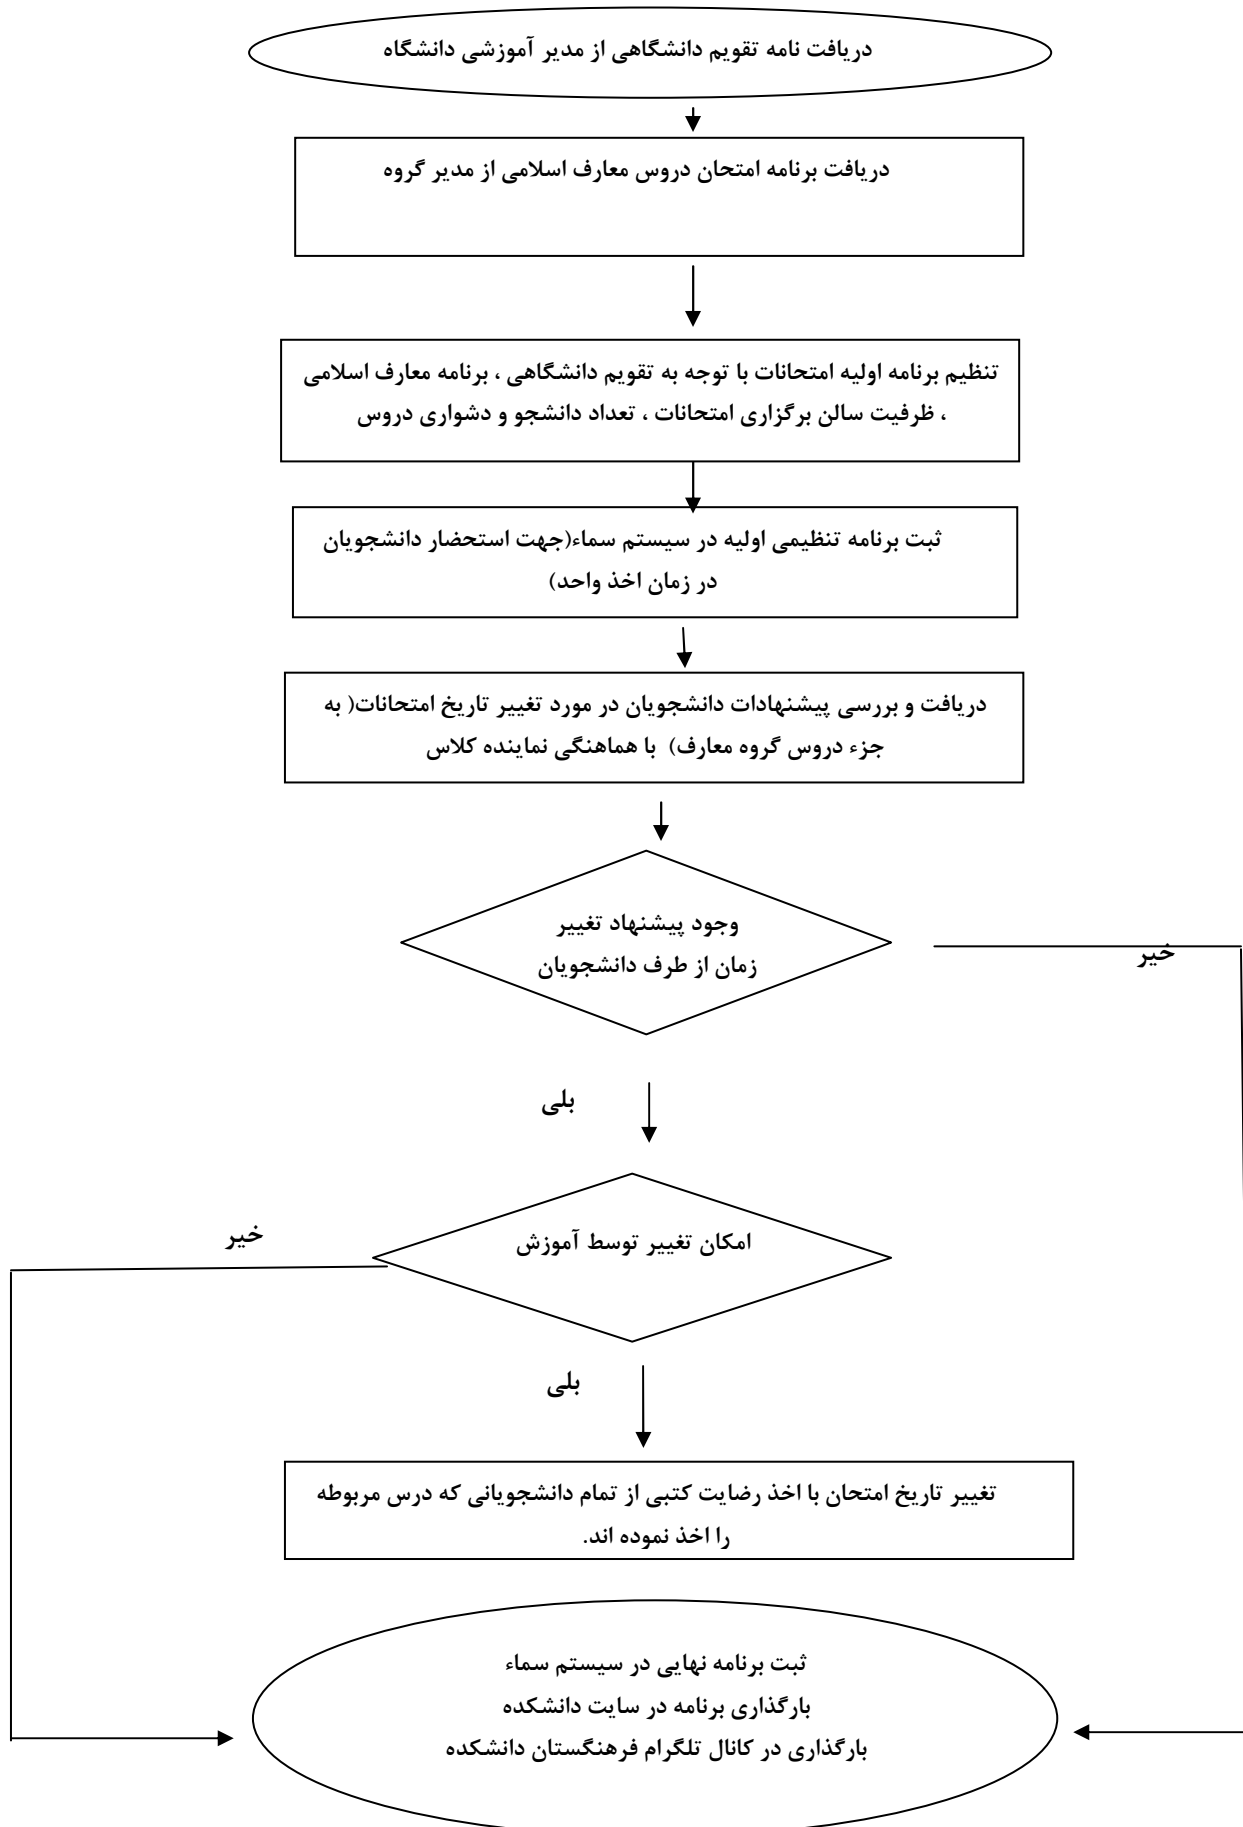 دریافت نامه تقویم دانشگاهی از مدیر آموزشی دانشگاه
دریافت برنامه امتحان دروس معارف اسلامی از مدیر گروه
تنظیم برنامه اولیه امتحانات با توجه به تقویم دانشگاهی ، برنامه معارف اسلامی
، ظرفیت سالن برگزاری امتحانات ، تعداد دانشجو و دشواری دروس
ثبت برنامه تنظیمی اولیه در سیستم سماء(جهت استحضار دانشجویان
در زمان اخذ واحد)
دریافت و بررسی پیشنهادات دانشجویان در مورد تغییر تاریخ امتحانات( به
جزء دروس گروه معارف) با هماهنگی نماینده کلاس
وجود پیشنهاد تغییر
زمان از طرف دانشجویان
خیر
بلی
امکان تغییر توسط آموزش
خیر
بلی
تغییر تاریخ امتحان با اخذ رضایت کتبی از تمام دانشجویانی که درس مربوطه
را اخذ نموده اند.
ثبت برنامه نهایی در سیستم سماء
بارگذاری برنامه در سایت دانشکده
بارگذاری در کانال تلگرام فرهنگستان دانشکده